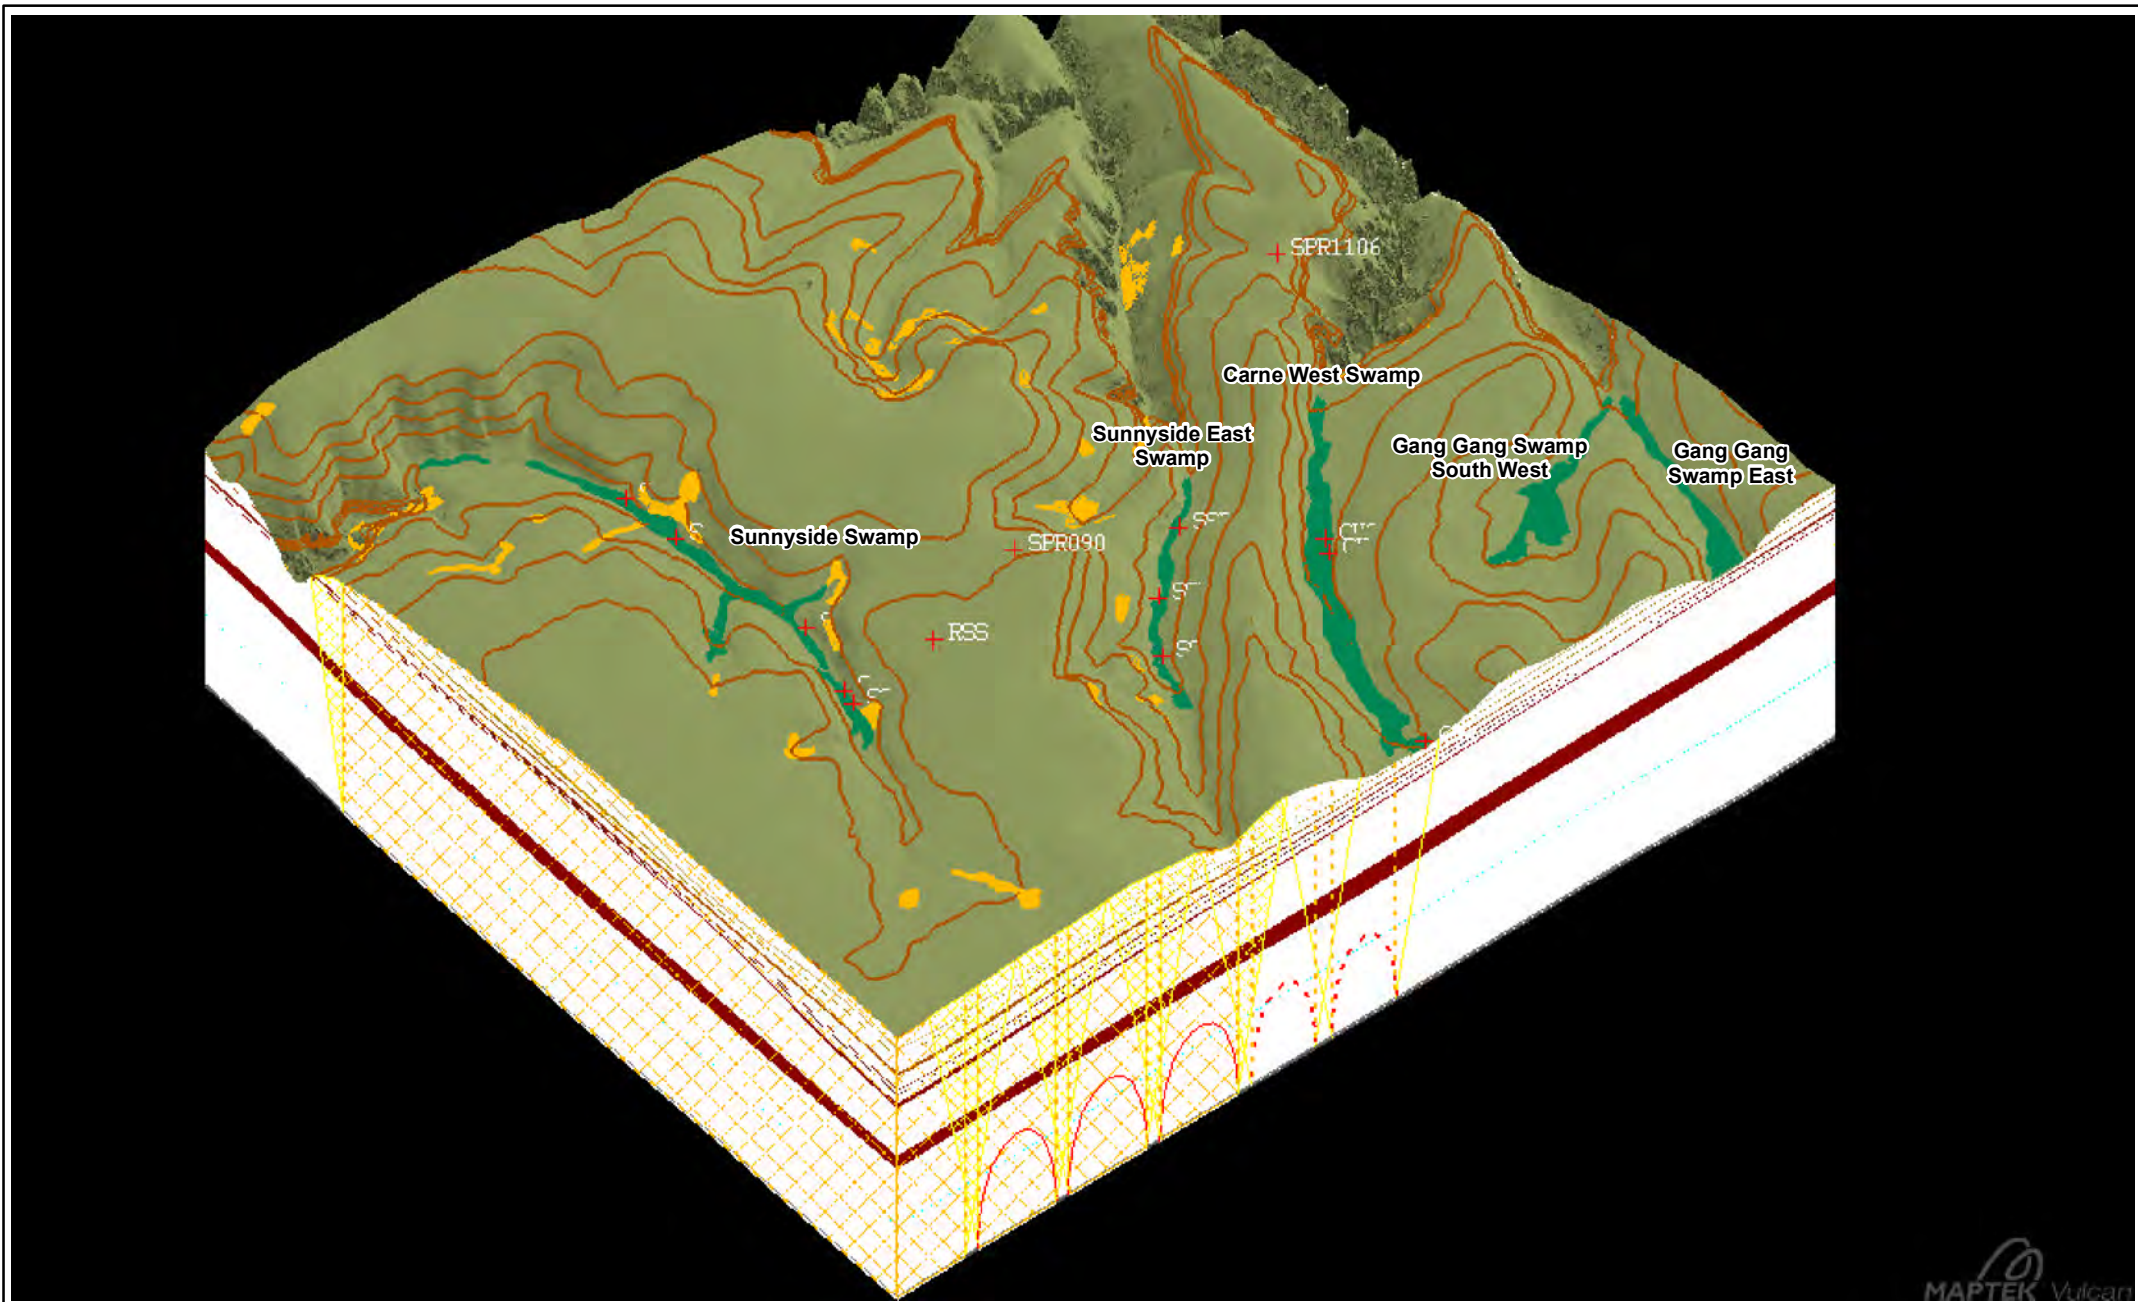 SPR1106
Carne West Swamp
Sunnyside East
Swamp
Gang Gang Swamp
South West
Gang Gang
Swamp East
Sunnyside Swamp
SPR090
RSS
MAPTEK Vulcan